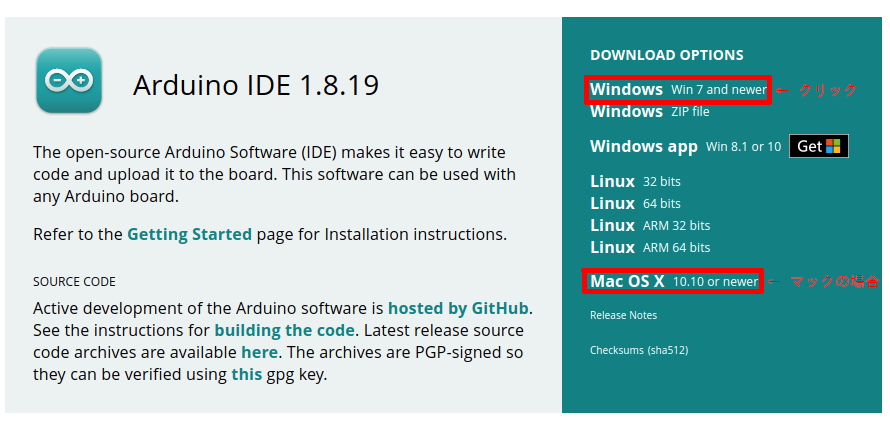 Arduino IDE 1.8.19
The open-source Arduino Software (IDE) makes it easy to write
code and upload it to the board. This software can be used with
any Arduino board.
Refer to the Getting Started page for Installation instructions.
SOURCE CODE
Active development of the Arduino software is hosted by GitHub.
See the instructions for building the code. Latest release source
code archives are available here. The archives are PGP-signed so
they can be verified using this gpg key.
DOWNLOAD OPTIONS
Windows Win 7 and newer ← クリック
Windows ZIP file
Windows app Win 8.1 or 10 Get
Linux 32 bits
Linux 64 bits
Linux ARM 32 bits
Linux ARM 64 bits
Mac OS X 10.10 or newer ← マックの場合
Release Notes
Checksums (sha512)